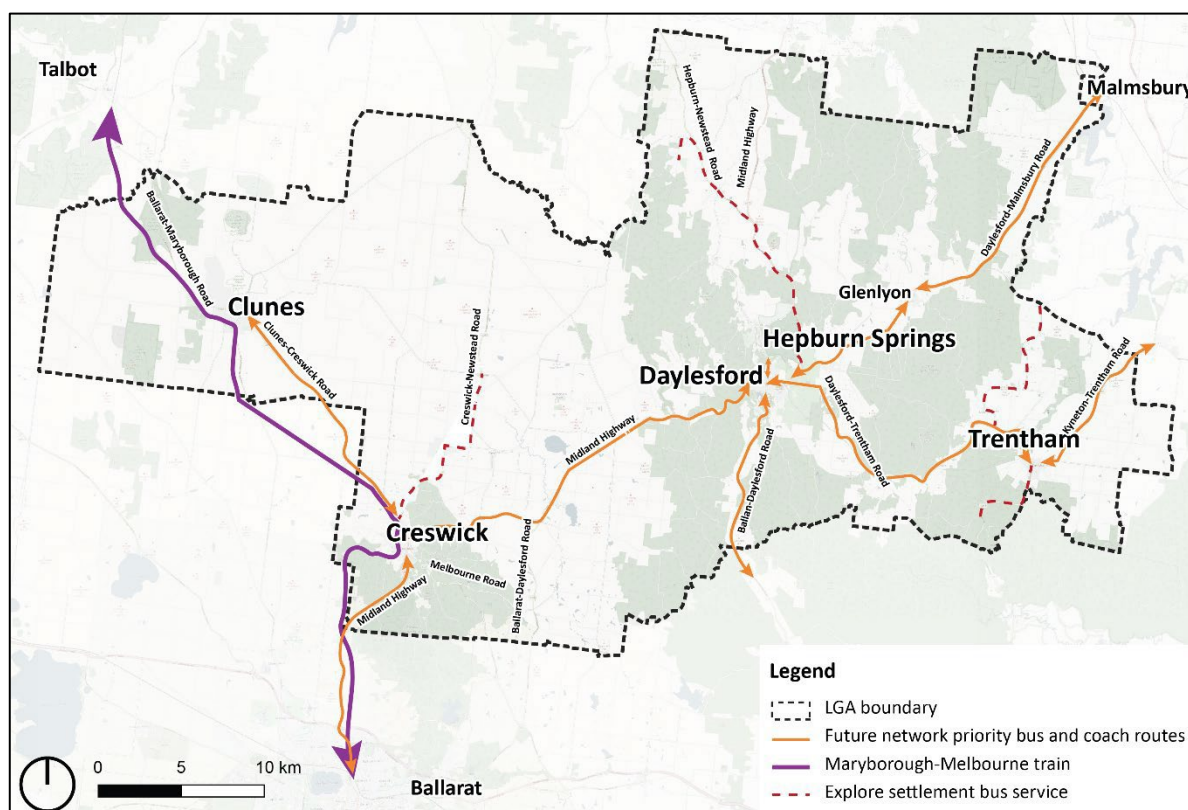 Talbot
Malmsbury
Hepburn-Newstead Road
Midland Highway
Daylesford-Malmsbury Road
Ballarat-Maryborough Road
Glenlyon
Clunes
Clunes-Creswick Road
Creswick-Newstead Road
Hepburn Springs
Daylesford
Kyneton-Trentham Road
Daylesford-Trentham Road
Trentham
Midland Highway
Ballan-Daylesford Road
Creswick
Melbourne Road
Ballarat-Daylesford Road
Midland Highway
Legend
LGA boundary
Future network priority bus and coach routes
Maryborough-Melbourne train
Explore settlement bus service
0 5 10 km
Ballarat